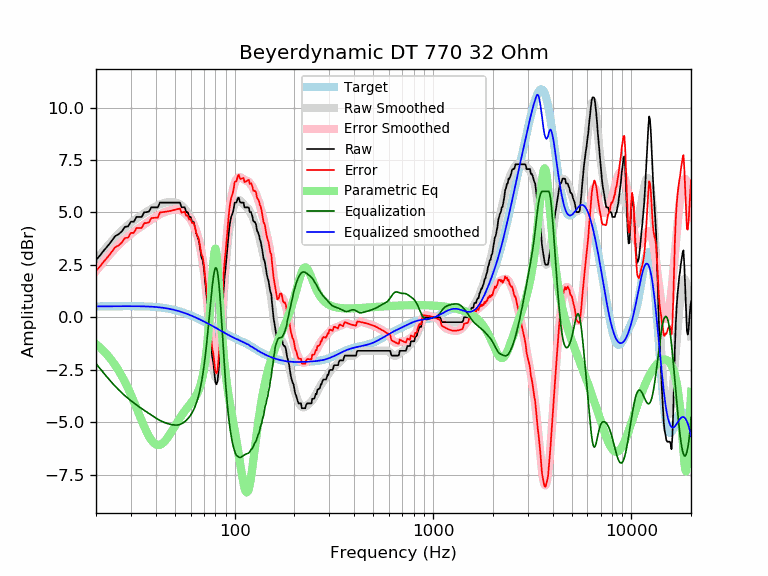 Beyerdynamic DT 770 32 Ohm
Target
Raw Smoothed
Error Smoothed
Raw
Error
Parametric Eq
Equalization
Equalized smoothed
Amplitude (dBr)
10.0
7.5
5.0
2.5
0.0
−2.5
−5.0
−7.5
100
1000
10000
Frequency (Hz)